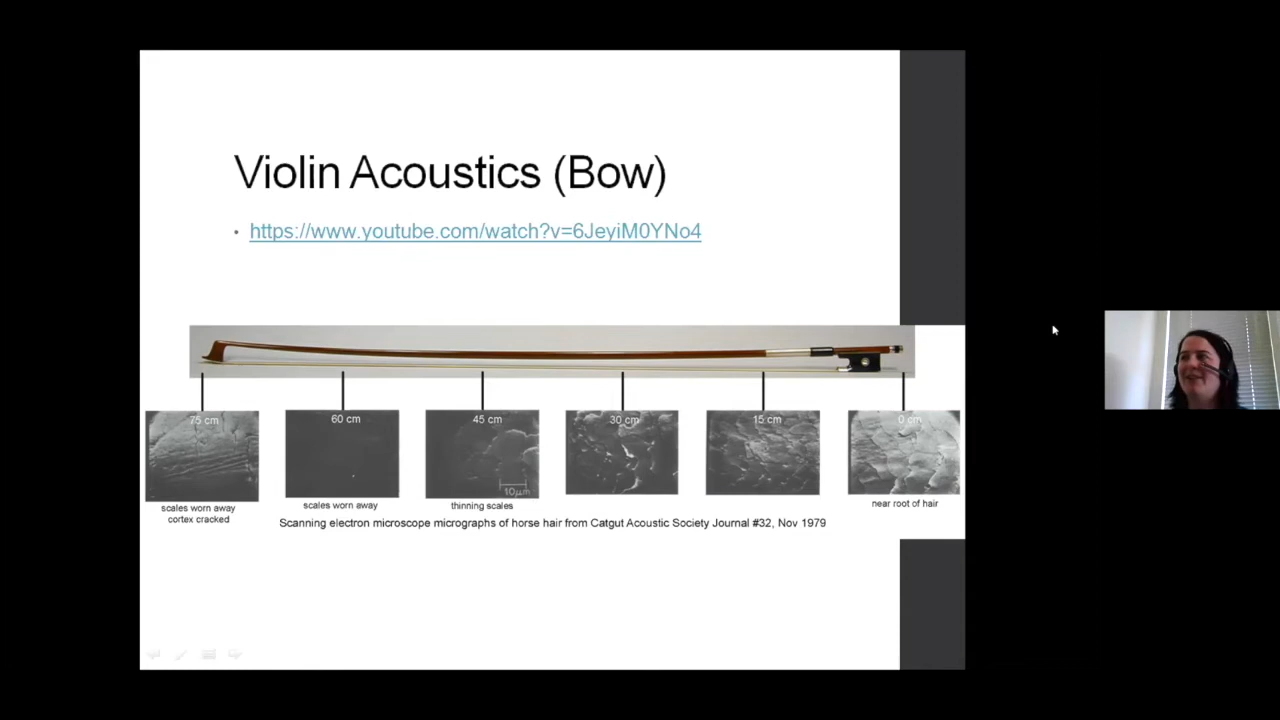 Violin Acoustics (Bow)
• https://www.youtube.com/watch?v=6JeyiM0YNo4
75 cm
60 cm
45 cm
30 cm
15 cm
0 cm
10μm
scales worn away
cortex cracked
scales worn away
thinning scales
near root of hair
Scanning electron microscope micrographs of horse hair from Catgut Acoustic Society Journal #32, Nov 1979